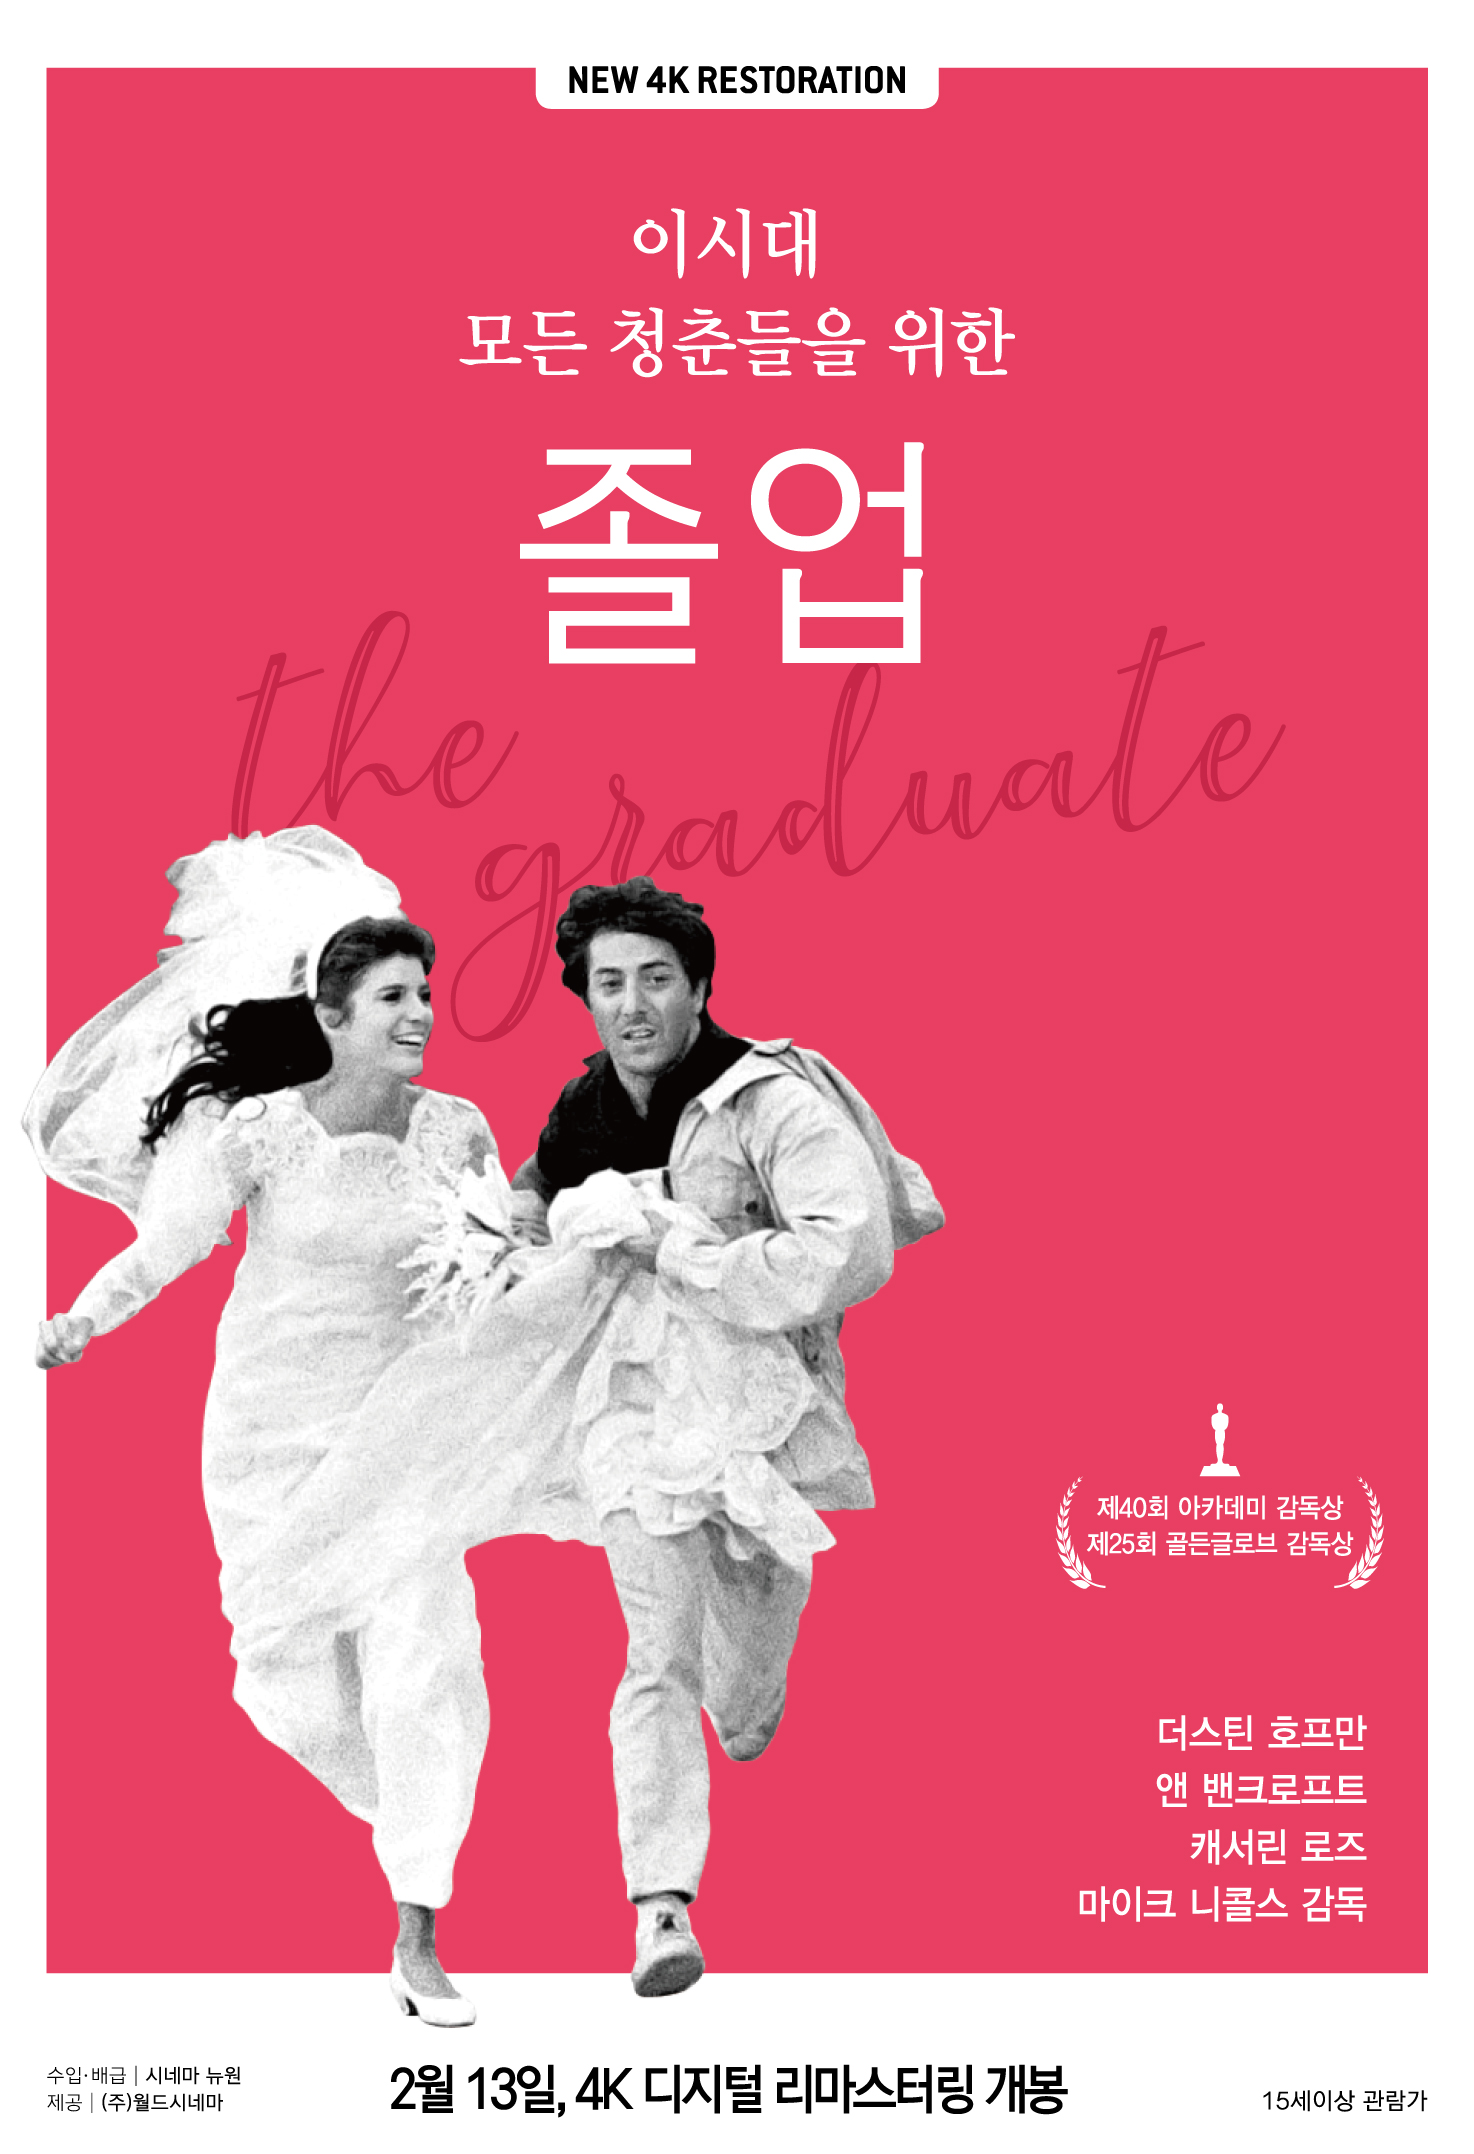 NEW 4K RESTORATION
이시대
모든 청춘들을 위한
졸업
the
graduate
제40회 아카데미 감독상
제25회 골든글로브 감독상
더스틴 호프만
앤 밴크로프트
캐서린 로즈
마이크 니콜스 감독
수입·배급 | 시네마 뉴원
제공 | (주)월드시네마
2월 13일, 4K 디지털 리마스터링 개봉
15세이상 관람가